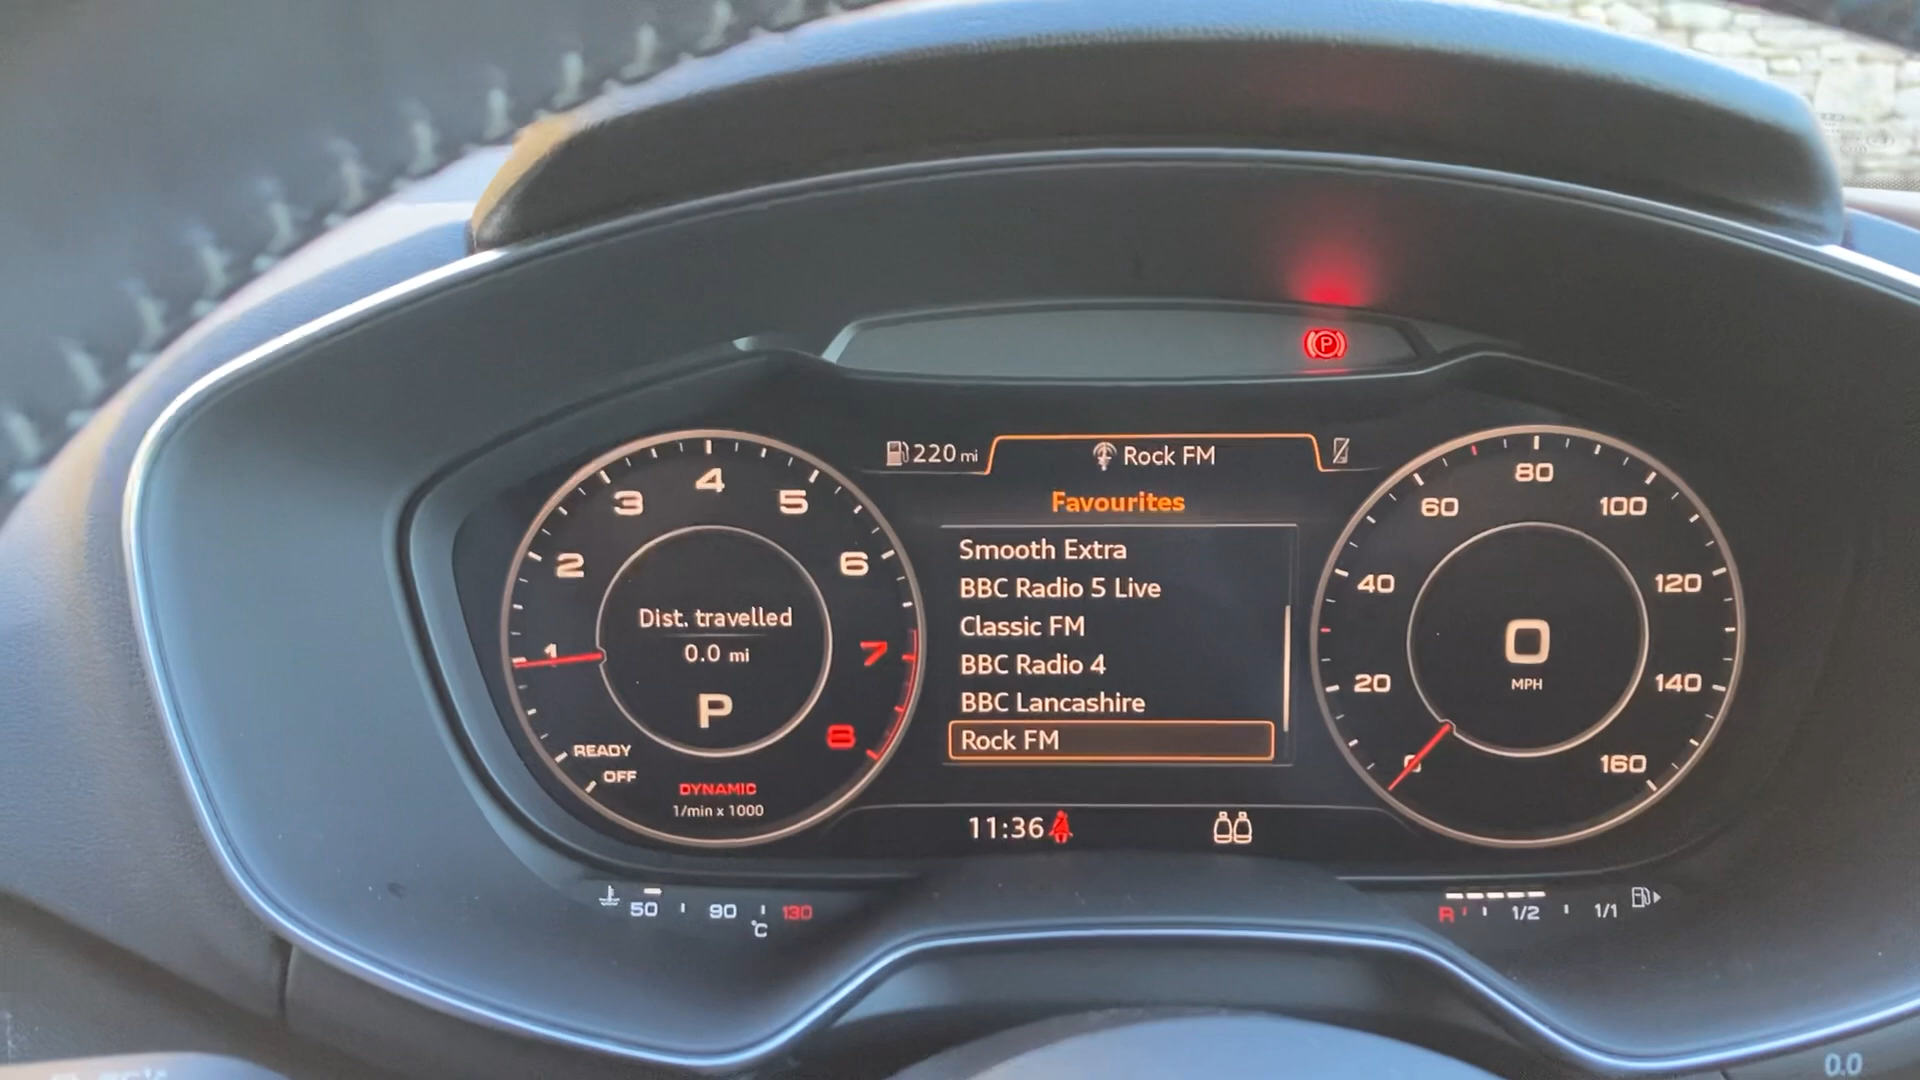 220 mi
Rock FM
Favourites
Smooth Extra
BBC Radio 5 Live
Classic FM
BBC Radio 4
BBC Lancashire
Rock FM
11:36
1
2
3
4
5
6
7
8
Dist. travelled
0.0 mi
P
READY
OFF
DYNAMIC
1/min x 1000
0
20
40
60
80
100
120
140
160
0
MPH
P
50
90
130
°C
R
1/2
1/1
0.0